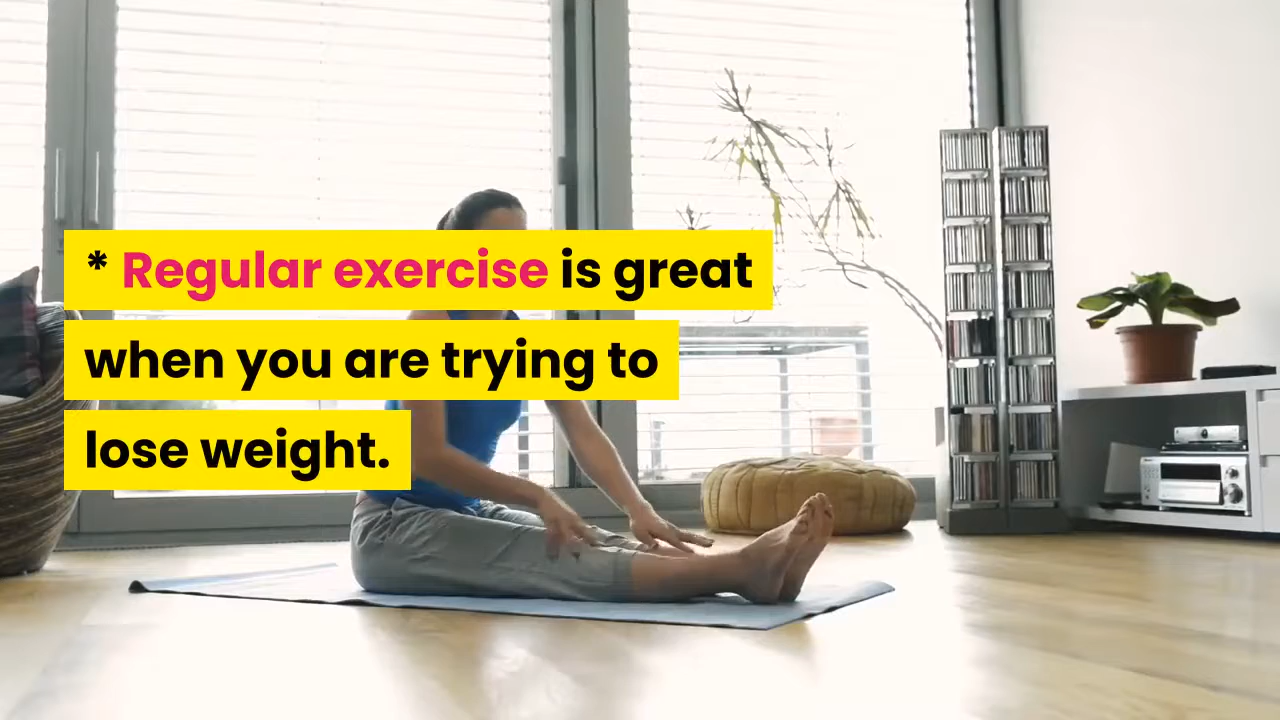 * Regular exercise is great
when you are trying to
lose weight.